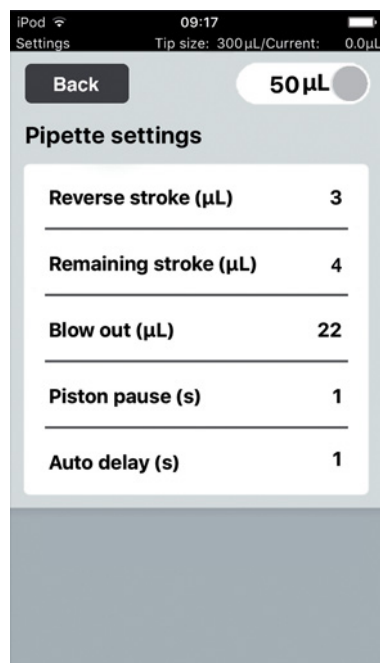 iPod 09:17
Settings Tip size: 300µL/Current: 0.0µL
Back 50µL
Pipette settings
Reverse stroke (µL) 3
Remaining stroke (µL) 4
Blow out (µL) 22
Piston pause (s) 1
Auto delay (s) 1